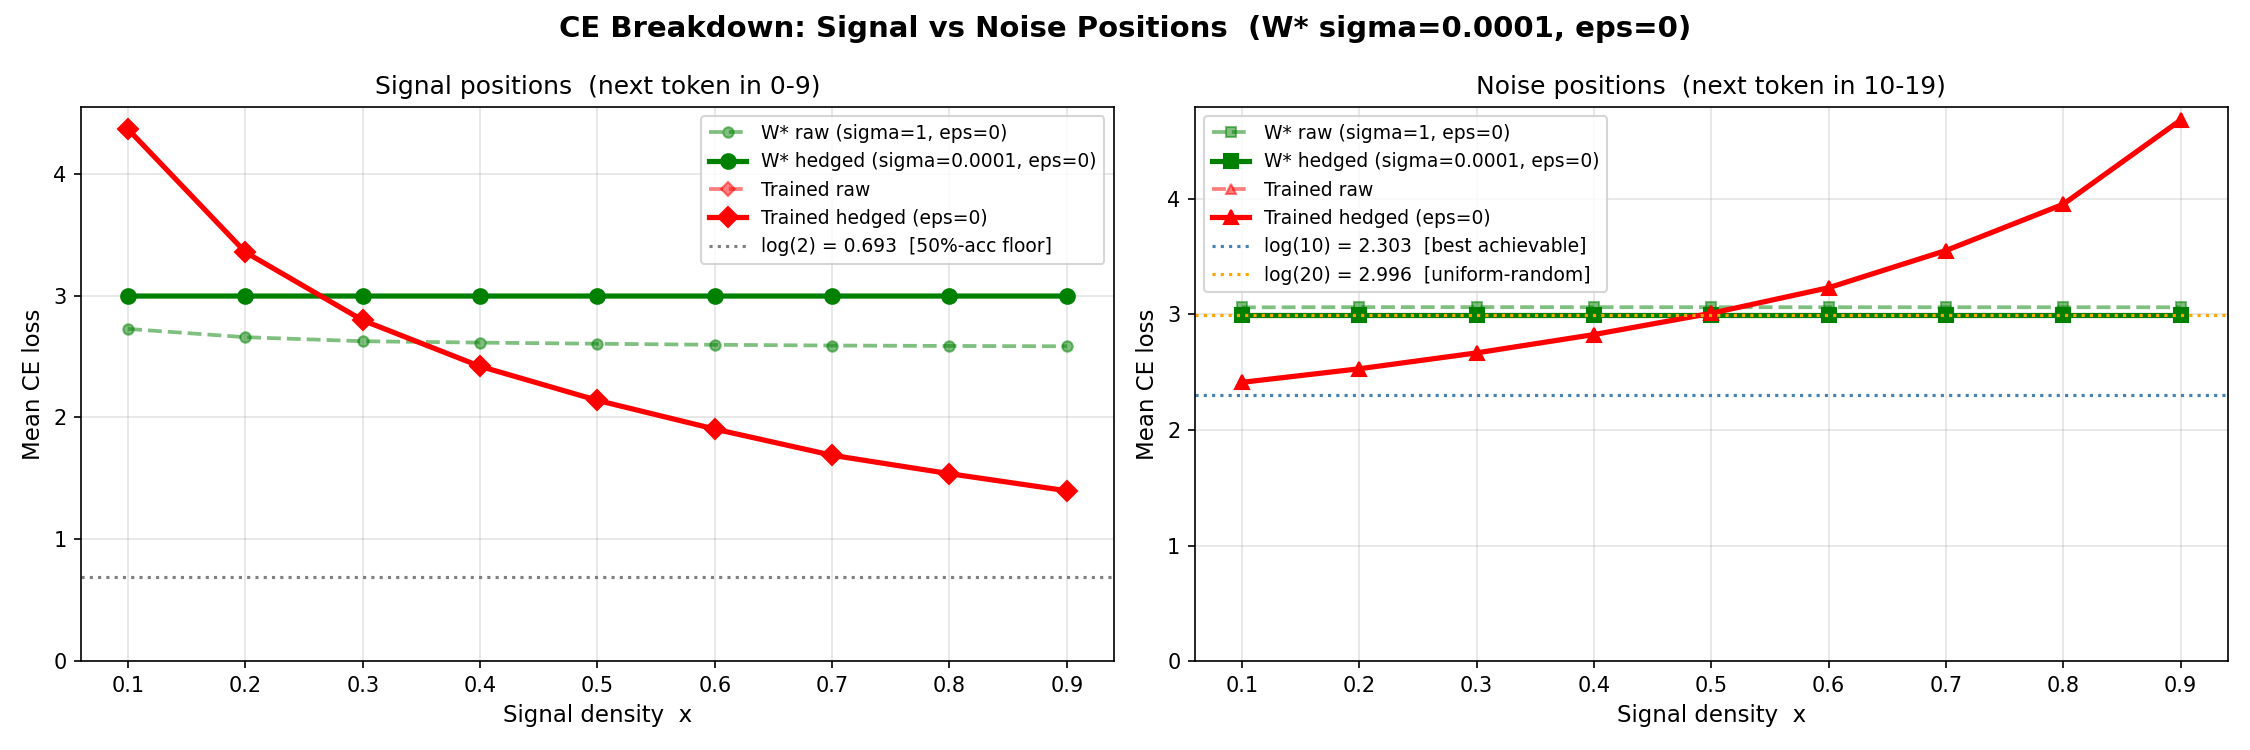 CE Breakdown: Signal vs Noise Positions  (W* sigma=0.0001, eps=0)
Signal positions  (next token in 0-9)
Mean CE loss
4
3
2
1
0
W* raw (sigma=1, eps=0)
W* hedged (sigma=0.0001, eps=0)
Trained raw
Trained hedged (eps=0)
log(2) = 0.693  [50%-acc floor]
0.1 0.2 0.3 0.4 0.5 0.6 0.7 0.8 0.9
Signal density  x
Noise positions  (next token in 10-19)
Mean CE loss
4
3
2
1
0
W* raw (sigma=1, eps=0)
W* hedged (sigma=0.0001, eps=0)
Trained raw
Trained hedged (eps=0)
log(10) = 2.303  [best achievable]
log(20) = 2.996  [uniform-random]
0.1 0.2 0.3 0.4 0.5 0.6 0.7 0.8 0.9
Signal density  x